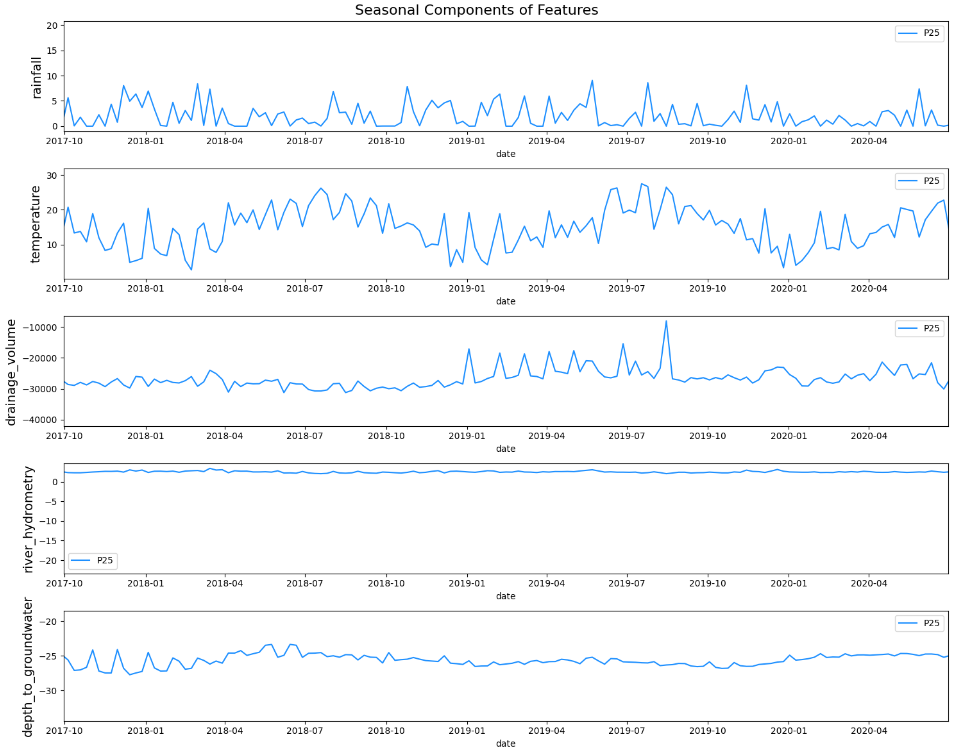 Seasonal Components of Features
rainfall
20
15
10
5
0
P25
2017-10 2018-01 2018-04 2018-07 2018-10 2019-01 2019-04 2019-07 2019-10 2020-01 2020-04
date
temperature
30
20
10
P25
2017-10 2018-01 2018-04 2018-07 2018-10 2019-01 2019-04 2019-07 2019-10 2020-01 2020-04
date
drainage_volume
−10000
−20000
−30000
−40000
P25
2017-10 2018-01 2018-04 2018-07 2018-10 2019-01 2019-04 2019-07 2019-10 2020-01 2020-04
date
river_hydrometry
0
−5
−10
−15
−20
P25
2017-10 2018-01 2018-04 2018-07 2018-10 2019-01 2019-04 2019-07 2019-10 2020-01 2020-04
date
depth_to_groundwater
−20
−25
−30
P25
2017-10 2018-01 2018-04 2018-07 2018-10 2019-01 2019-04 2019-07 2019-10 2020-01 2020-04
date